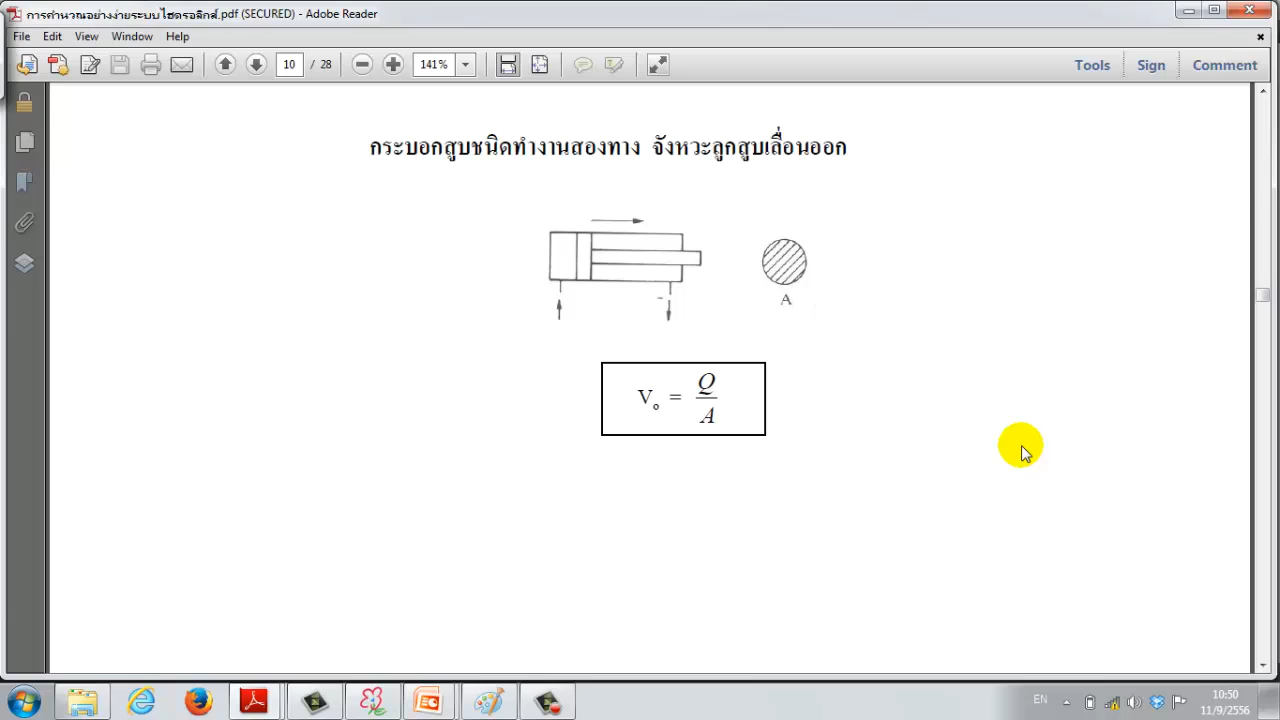 การคำนวณอย่างง่ายระบบไฮดรอลิกส์.pdf (SECURED) - Adobe Reader
File Edit View Window Help
10 / 28 141% Tools Sign Comment
กระบอกสูบชนิดทำงานสองทาง จังหวะลูกสูบเลื่อนออก
A
Vo = Q
A
EN
10:50
11/9/2556